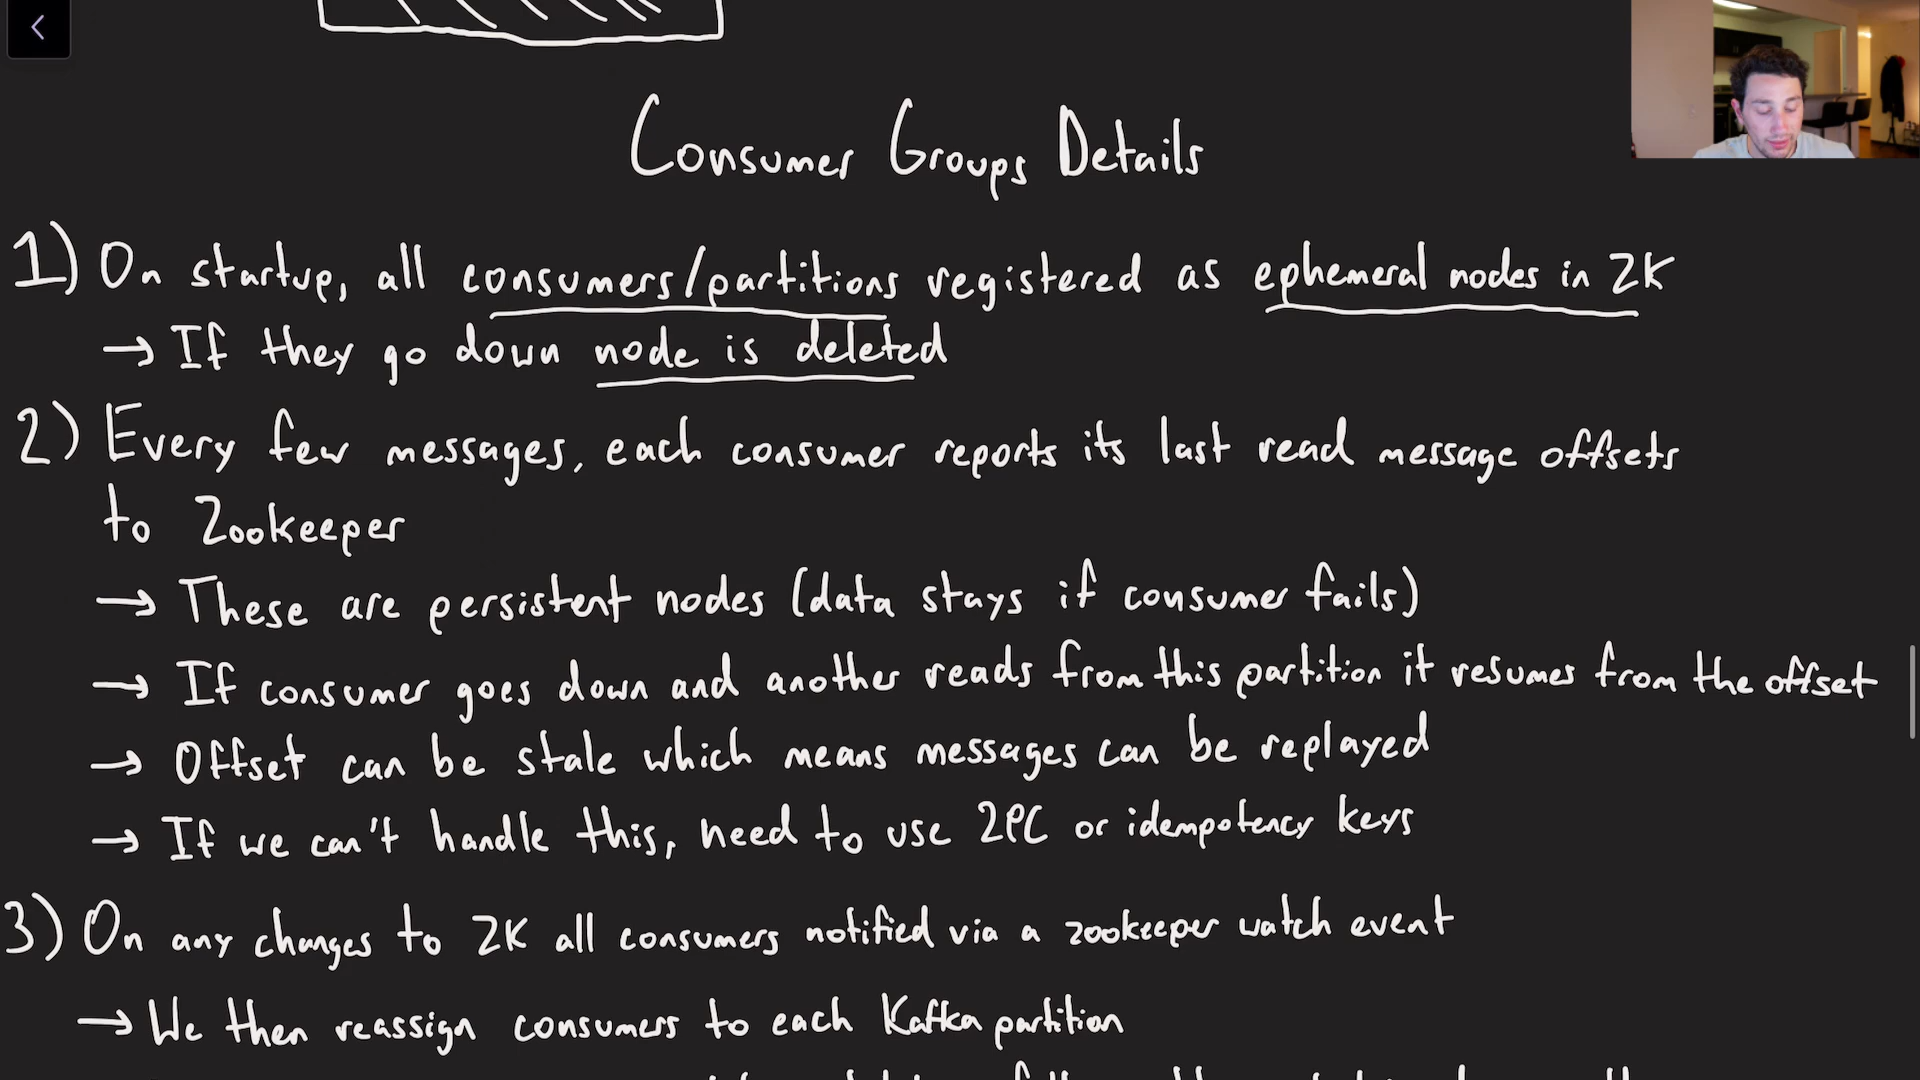 Consumer Groups Details
1) On startup, all consumers/partitions registered as ephemeral nodes in ZK
→ If they go down node is deleted
2) Every few messages, each consumer reports its last read message offsets
to Zookeeper
→ These are persistent nodes (data stays if consumer fails)
→ If consumer goes down and another reads from this partition it resumes from the offset
→ Offset can be stale which means messages can be replayed
→ If we can't handle this, need to use 2PC or idempotency keys
3) On any changes to ZK all consumers notified via a zookeeper watch event
→ We then reassign consumers to each Kafka partition